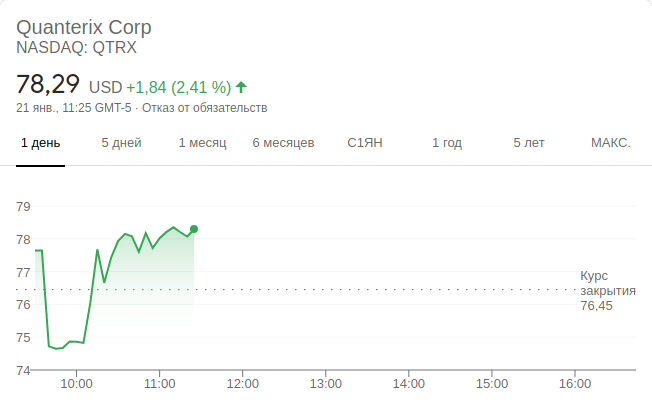 Quanterix Corp
NASDAQ: QTRX
78,29 USD +1,84 (2,41 %)
21 янв., 11:25 GMT-5 · Отказ от обязательств
1 день 5 дней 1 месяц 6 месяцев С1ЯН 1 год 5 лет МАКС.
79
78
77
Курс
закрытия
76,45
76
75
74
10:00 11:00 12:00 13:00 14:00 15:00 16:00